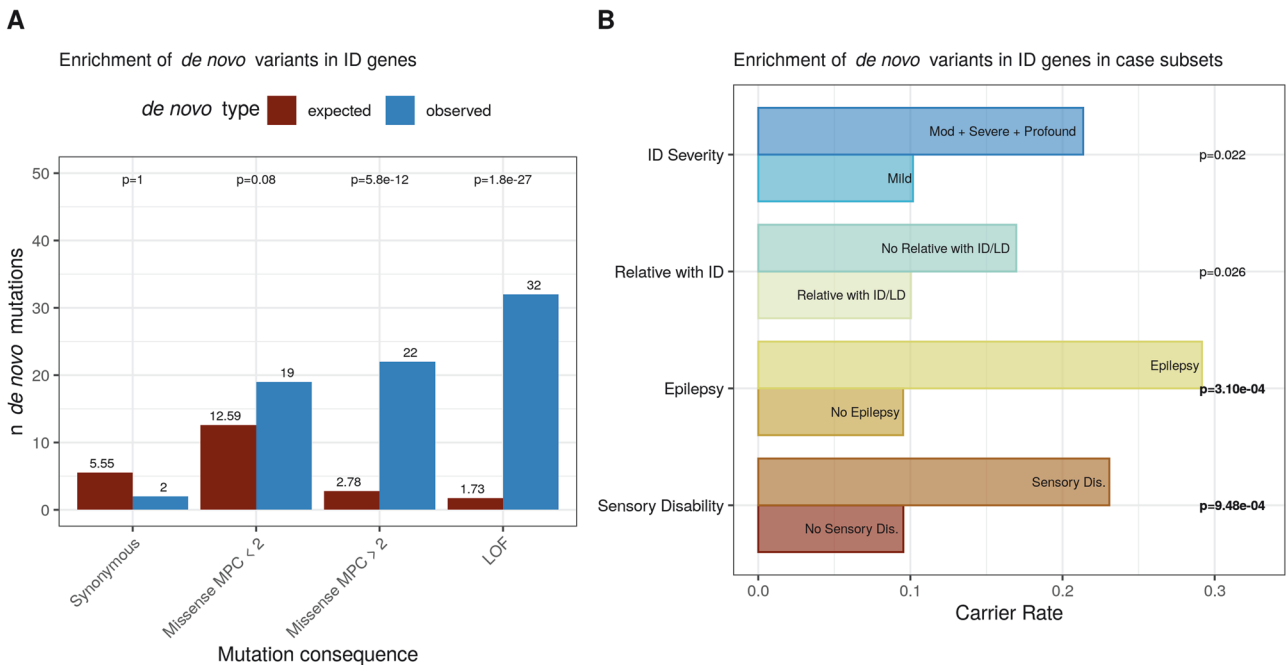 A
Enrichment of de novo variants in ID genes
de novo type expected observed
n de novo mutations
50
40
30
20
10
0
p=1 p=0.08 p=5.8e-12 p=1.8e-27
5.55 2 12.59 19 2.78 22 1.73 32
Synonymous
Missense MPC < 2
Missense MPC > 2
LOF
Mutation consequence
B
Enrichment of de novo variants in ID genes in case subsets
ID Severity
Mod + Severe + Profound
Mild
p=0.022
Relative with ID
No Relative with ID/LD
Relative with ID/LD
p=0.026
Epilepsy
Epilepsy
No Epilepsy
p=3.10e-04
Sensory Disability
Sensory Dis.
No Sensory Dis.
p=9.48e-04
0.0 0.1 0.2 0.3
Carrier Rate